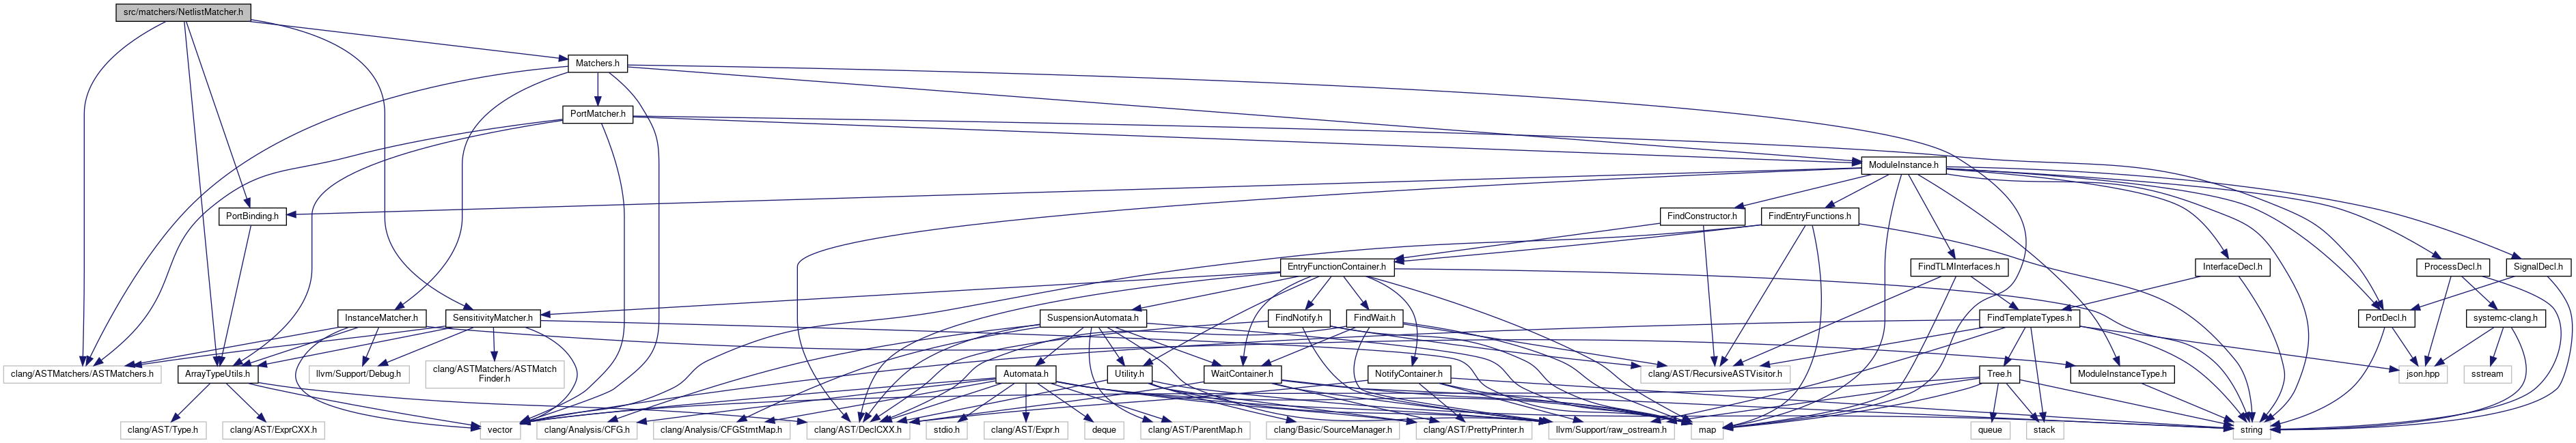 src/matchers/NetlistMatcher.h
Matchers.h
PortMatcher.h
ModuleInstance.h
PortBinding.h
FindConstructor.h
FindEntryFunctions.h
EntryFunctionContainer.h
FindTLMInterfaces.h
InterfaceDecl.h
ProcessDecl.h
SignalDecl.h
InstanceMatcher.h
SensitivityMatcher.h
SuspensionAutomata.h
FindNotify.h
FindWait.h
FindTemplateTypes.h
PortDecl.h
systemc-clang.h
clang/ASTMatchers/ASTMatchers.h
ArrayTypeUtils.h
llvm/Support/Debug.h
clang/ASTMatchers/ASTMatch
Finder.h
Automata.h
Utility.h
WaitContainer.h
NotifyContainer.h
clang/AST/RecursiveASTVisitor.h
Tree.h
ModuleInstanceType.h
json.hpp
sstream
clang/AST/Type.h
clang/AST/ExprCXX.h
vector
clang/Analysis/CFG.h
clang/Analysis/CFGStmtMap.h
clang/AST/DeclCXX.h
stdio.h
clang/AST/Expr.h
deque
clang/AST/ParentMap.h
clang/Basic/SourceManager.h
clang/AST/PrettyPrinter.h
llvm/Support/raw_ostream.h
map
queue
stack
string